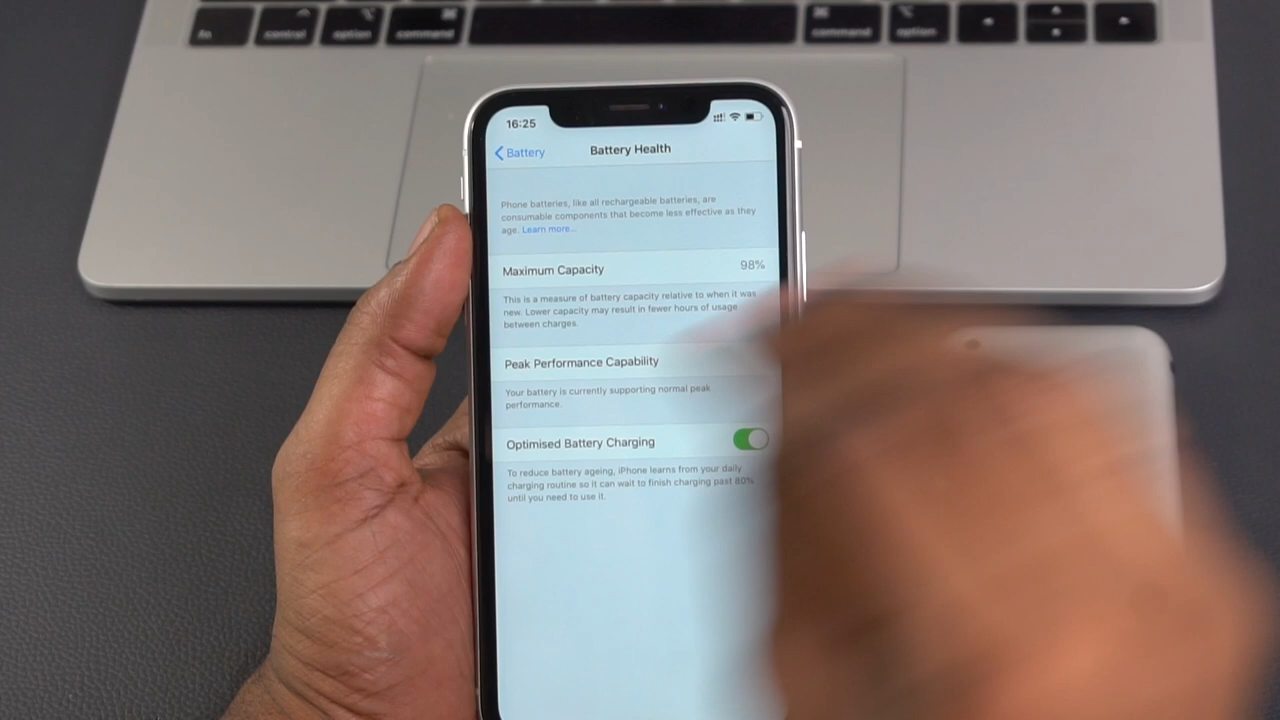 fn control option command command option
16:25
Battery Battery Health
Phone batteries, like all rechargeable batteries, are
consumable components that become less effective as they
age. Learn more...
Maximum Capacity 98%
This is a measure of battery capacity relative to when it was
new. Lower capacity may result in fewer hours of usage
between charges.
Peak Performance Capability
Your battery is currently supporting normal peak
performance.
Optimised Battery Charging
To reduce battery ageing, iPhone learns from your daily
charging routine so it can wait to finish charging past 80%
until you need to use it.